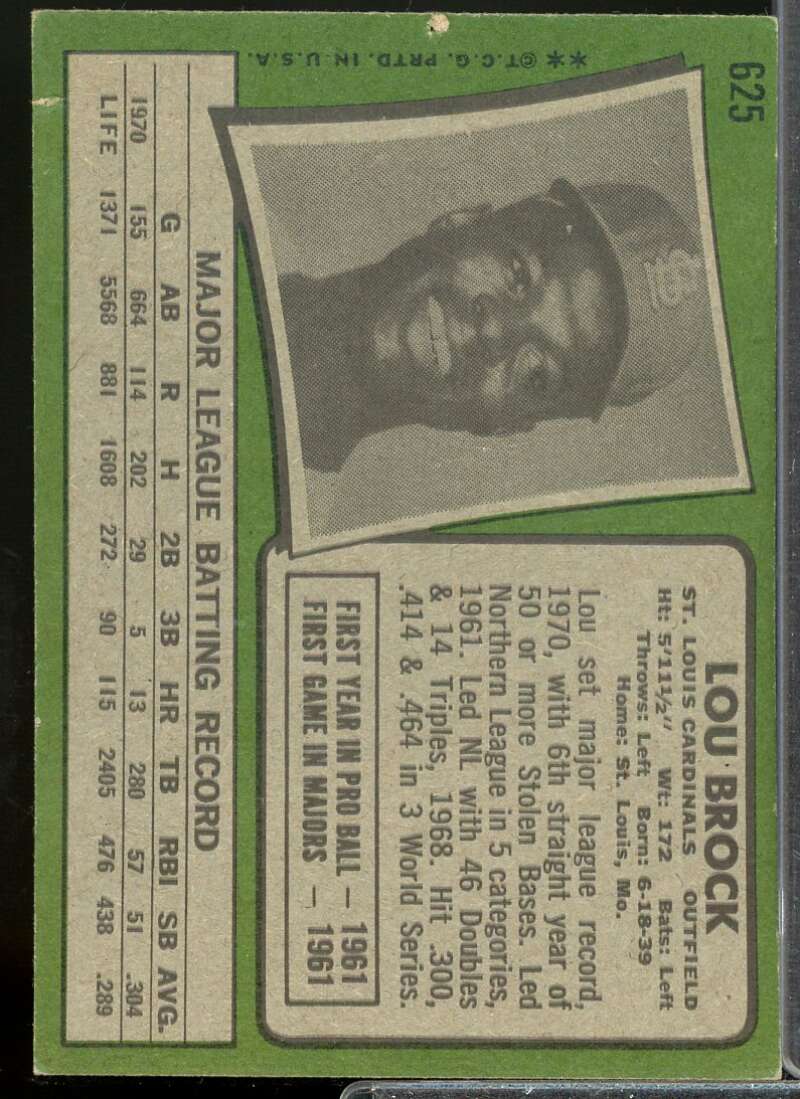 625
**©T.C.G. PRTD. IN U.S.A.
StL
LOU BROCK
ST. LOUIS CARDINALS OUTFIELD
Ht: 5'11½" Wt: 172 Bats: Left
Throws: Left Born: 6-18-39
Home: St. Louis, Mo.
Lou set major league record,
1970, with 6th straight year of
50 or more Stolen Bases. Led
Northern League in 5 categories,
1961. Led NL with 46 Doubles
& 14 Triples, 1968. Hit .300,
.414 & .464 in 3 World Series.
FIRST YEAR IN PRO BALL — 1961
FIRST GAME IN MAJORS — 1961
MAJOR LEAGUE BATTING RECORD
G AB R H 2B 3B HR TB RBI SB AVG.
1970 155 664 114 202 29 5 13 280 57 51 .304
LIFE 1371 5568 881 1608 272 90 115 2405 476 438 .289